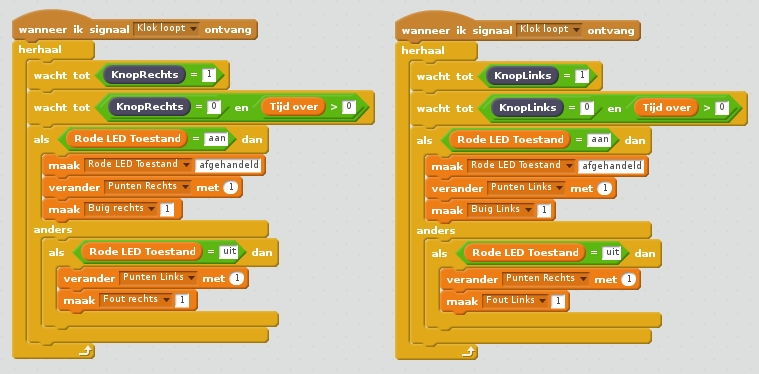 wanneer ik signaal Klok loopt ontvang
herhaal
wacht tot KnopRechts = 1
wacht tot KnopRechts = 0 en Tijd over > 0
als Rode LED Toestand = aan dan
maak Rode LED Toestand afgehandeld
verander Punten Rechts met 1
maak Buig rechts 1
anders
als Rode LED Toestand = uit dan
verander Punten Links met 1
maak Fout rechts 1
wanneer ik signaal Klok loopt ontvang
herhaal
wacht tot KnopLinks = 1
wacht tot KnopLinks = 0 en Tijd over > 0
als Rode LED Toestand = aan dan
maak Rode LED Toestand afgehandeld
verander Punten Links met 1
maak Buig Links 1
anders
als Rode LED Toestand = uit dan
verander Punten Rechts met 1
maak Fout Links 1